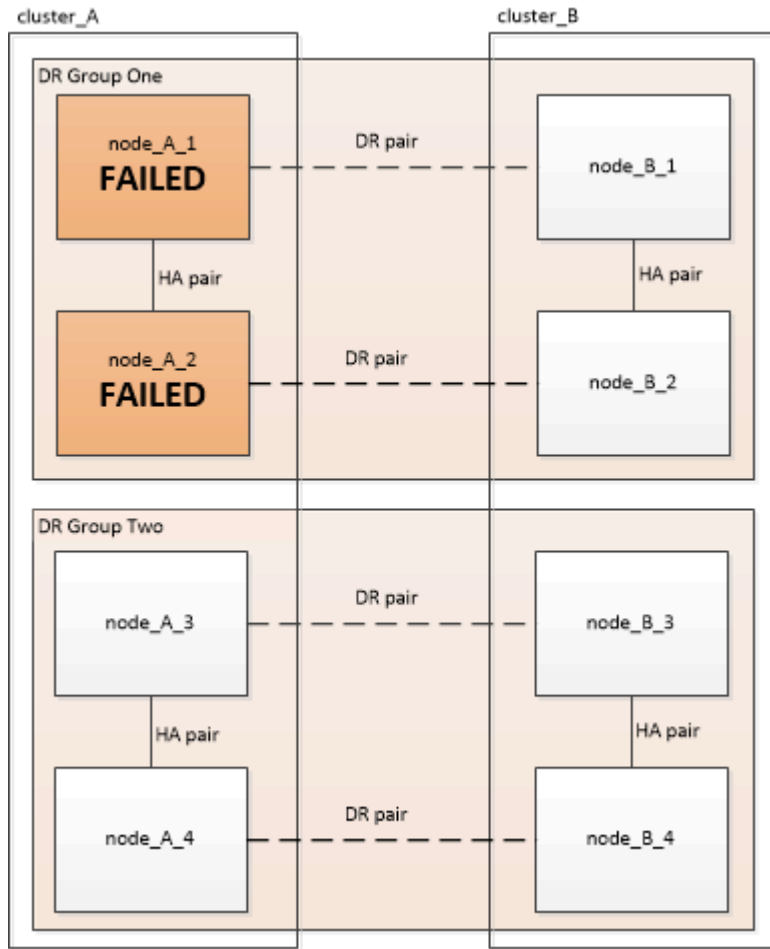 cluster_A
cluster_B
DR Group One
node_A_1
FAILED
DR pair
node_B_1
HA pair
HA pair
node_A_2
FAILED
DR pair
node_B_2
DR Group Two
node_A_3
DR pair
node_B_3
HA pair
HA pair
node_A_4
DR pair
node_B_4